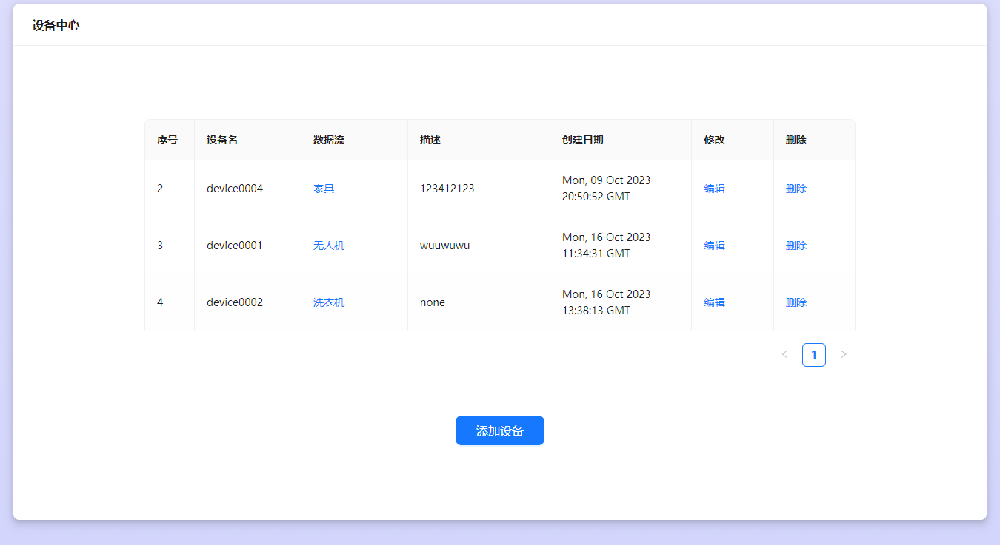 设备中心
序号 设备名 数据流 描述 创建日期 修改 删除
2 device0004 家具 123412123 Mon, 09 Oct 2023 编辑 删除
20:50:52 GMT
3 device0001 无人机 wuuwuwu Mon, 16 Oct 2023 编辑 删除
11:34:31 GMT
4 device0002 洗衣机 none Mon, 16 Oct 2023 编辑 删除
13:38:13 GMT
< 1 >
添加设备